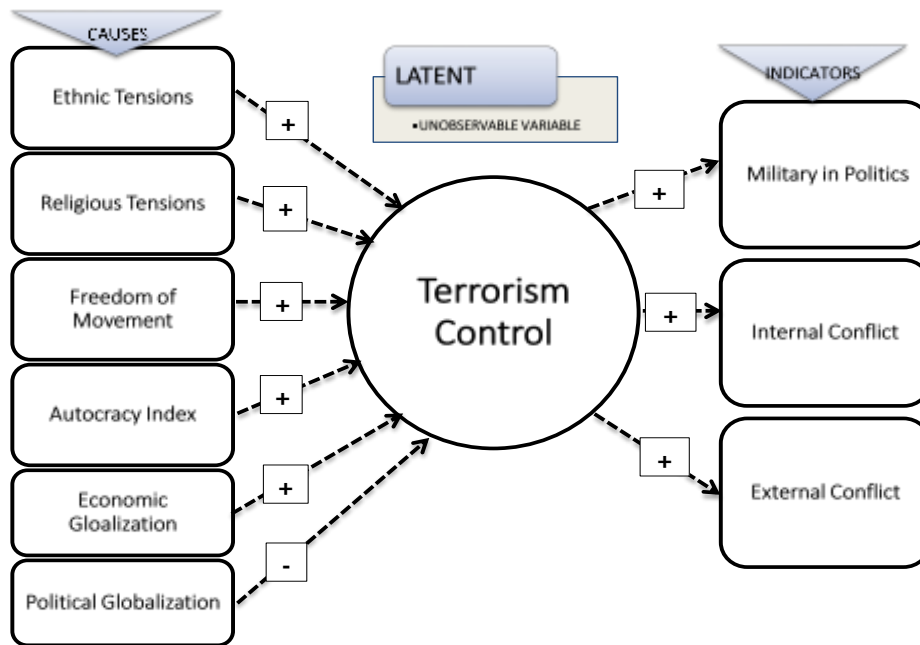 CAUSES
Ethnic Tensions
+
Religious Tensions
+
Freedom of
Movement
+
Autocracy Index
+
Economic
Gloalization
+
Political Globalization
-
LATENT
▪UNOBSERVABLE VARIABLE
Terrorism
Control
INDICATORS
+
Military in Politics
+
Internal Conflict
+
External Conflict